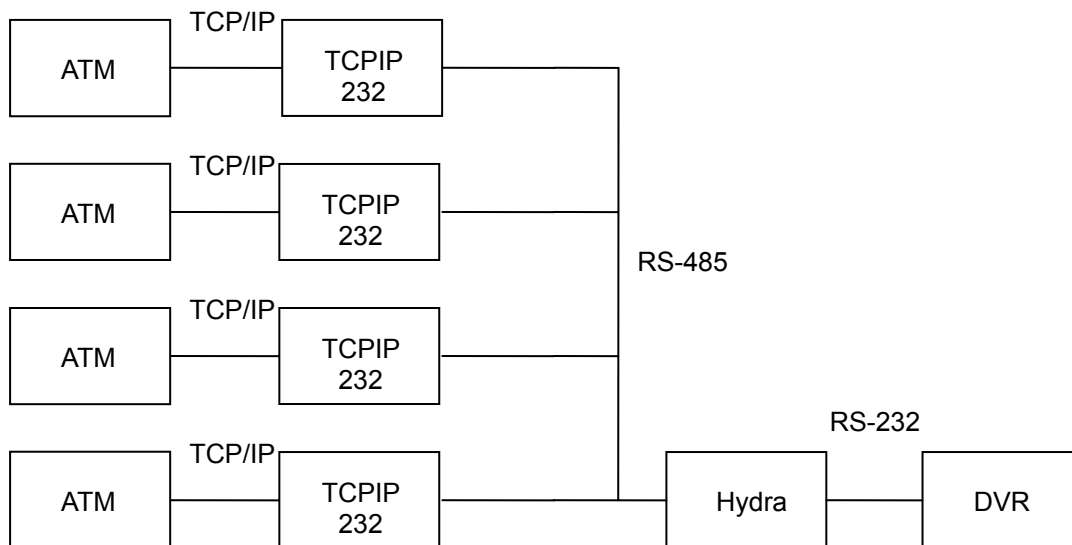 TCP/IP
ATM
TCPIP
232
TCP/IP
ATM
TCPIP
232
RS-485
TCP/IP
ATM
TCPIP
232
RS-232
TCP/IP
ATM
TCPIP
232
Hydra
DVR